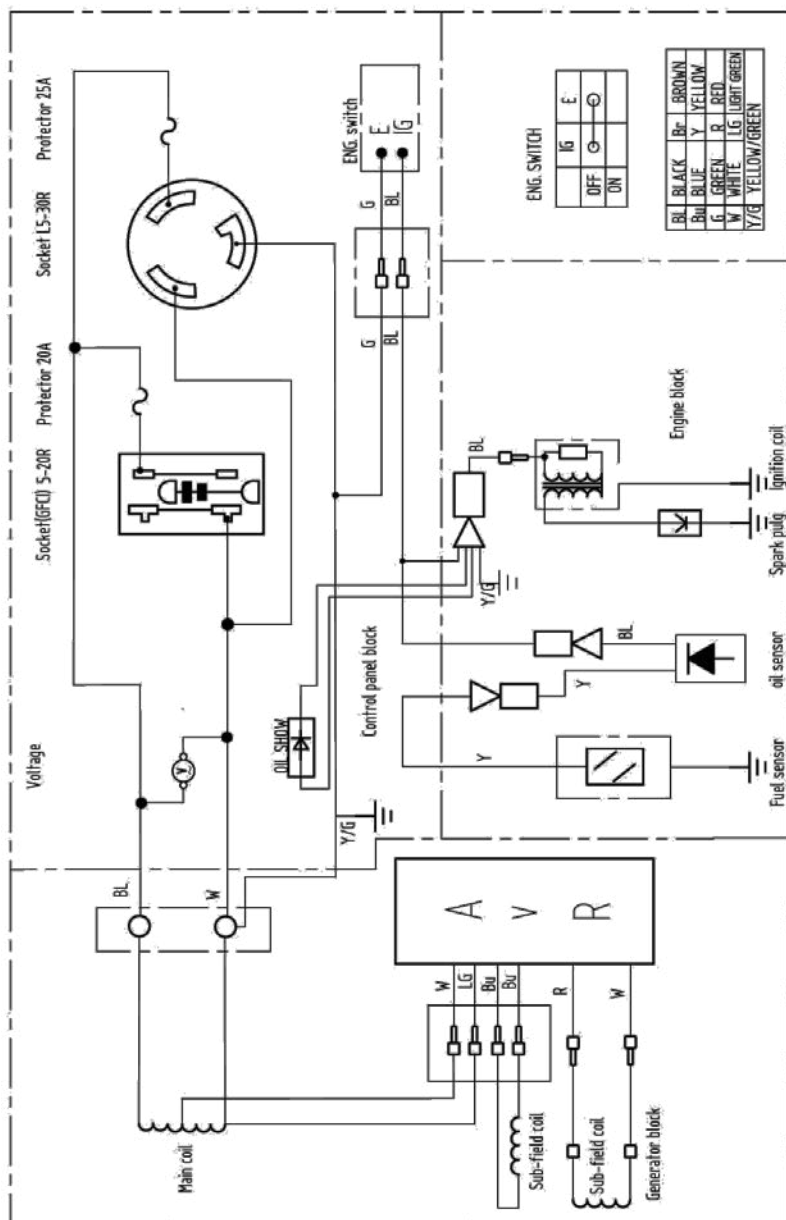 Voltage
Socket(GFCI) 5-20R
Protector 20A
Socket L5-30R
Protector 25A
V
BL
W
OIL SHOW
Y/G
Control panel block
G
BL
G
BL
ENG. switch
E
IG
ENG. SWITCH
IG E
OFF
ON
BL BLACK Br BROWN
Bu BLUE Y YELLOW
G GREEN R RED
W WHITE LG LIGHT GREEN
Y/G YELLOW/GREEN
Main coil
W
LG
Bu
Bu
R
W
A V R
Sub-field coil
Sub-field coil
Generator block
Y
Y
BL
Y/G
BL
Engine block
Fuel sensor
oil sensor
Spark pulg
Ignition coil